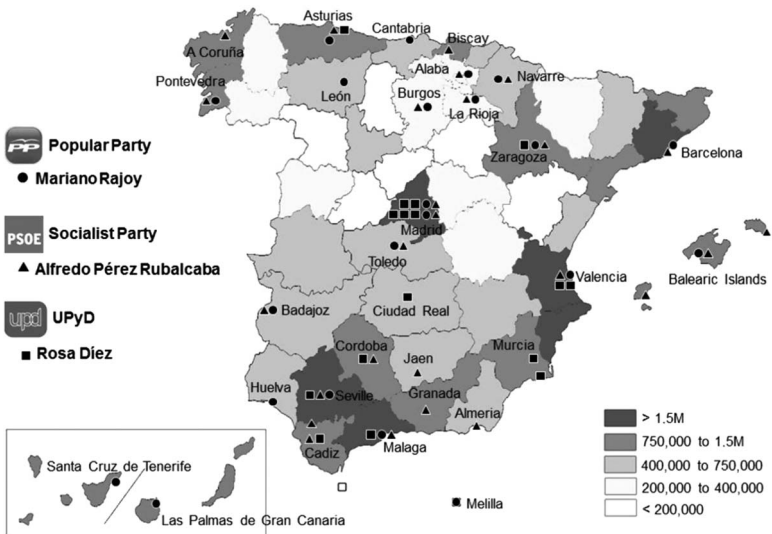 Asturias
Cantabria
Biscay
A Coruña
Alaba
Navarre
Pontevedra
León
Burgos
La Rioja
PP
Popular Party
Mariano Rajoy
Zaragoza
Barcelona
PSOE
Socialist Party
Alfredo Pérez Rubalcaba
Madrid
Toledo
Valencia
Balearic Islands
upd
UPyD
Rosa Díez
Badajoz
Ciudad Real
Cordoba
Murcia
Jaen
Huelva
Seville
Granada
Almeria
Cadiz
Malaga
> 1.5M
750,000 to 1.5M
400,000 to 750,000
200,000 to 400,000
< 200,000
Santa Cruz de Tenerife
Las Palmas de Gran Canaria
Melilla